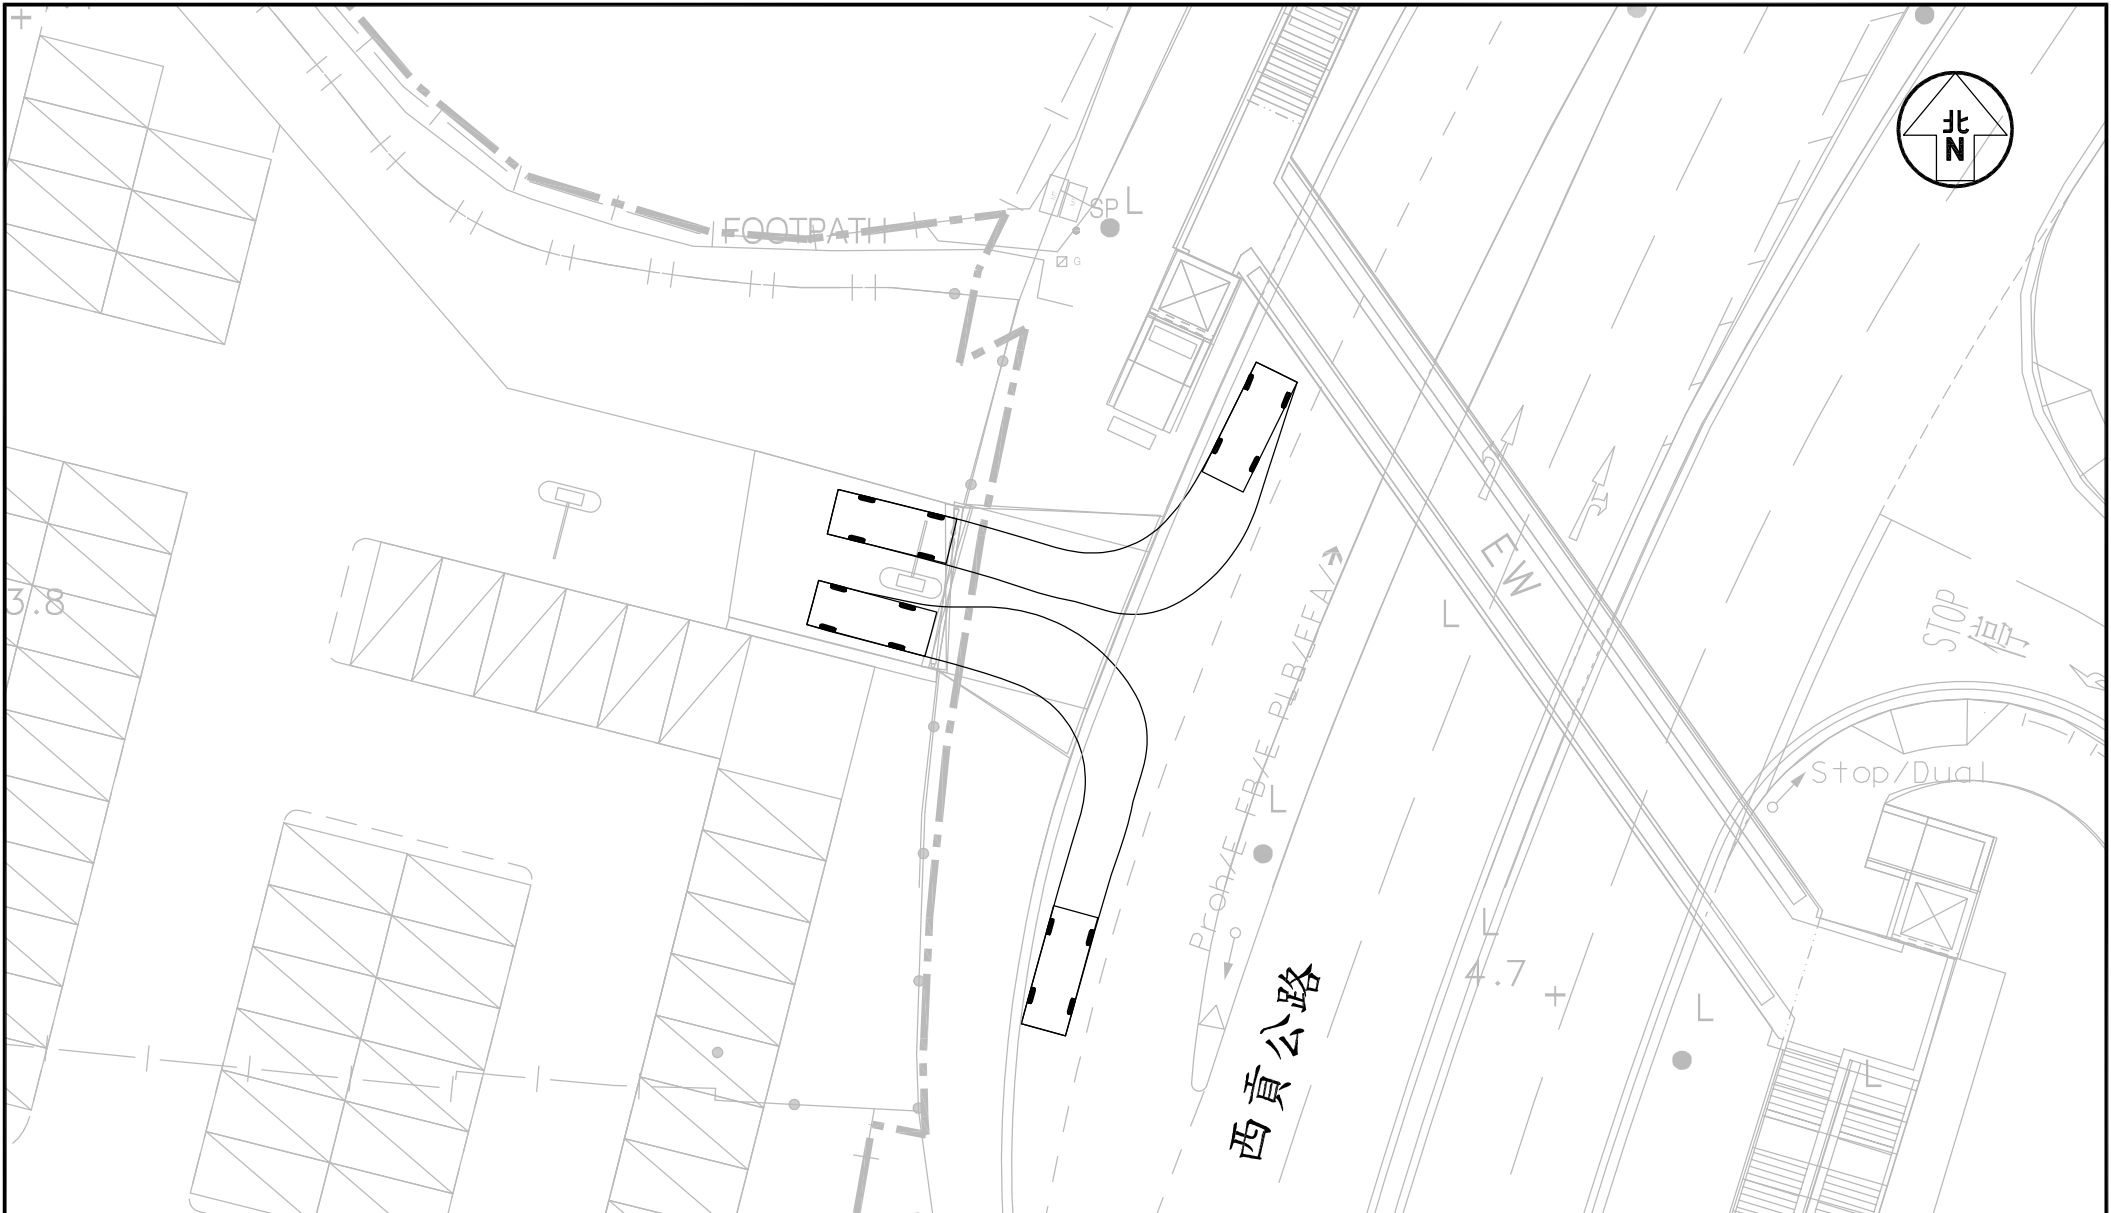 北
N
FOOTPATH
SP
L
G
3.8
EW
L
STOP
Stop/Dual
L
Proh/E EB/E PLB/EFA/
L
4.7
L
L
西貢公路